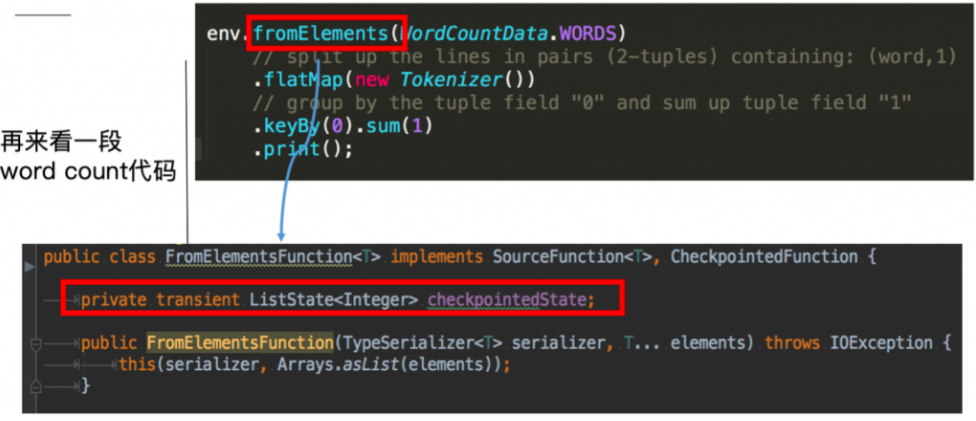 env.fromElements(WordCountData.WORDS)
// split up the lines in pairs (2-tuples) containing: (word,1)
.flatMap(new Tokenizer())
// group by the tuple field "0" and sum up tuple field "1"
.keyBy(0).sum(1)
.print();
再来看一段
word count代码
public class FromElementsFunction<T> implements SourceFunction<T>, CheckpointedFunction {
private transient ListState<Integer> checkpointedState;
public FromElementsFunction(TypeSerializer<T> serializer, T... elements) throws IOException {
this(serializer, Arrays.asList(elements));
}